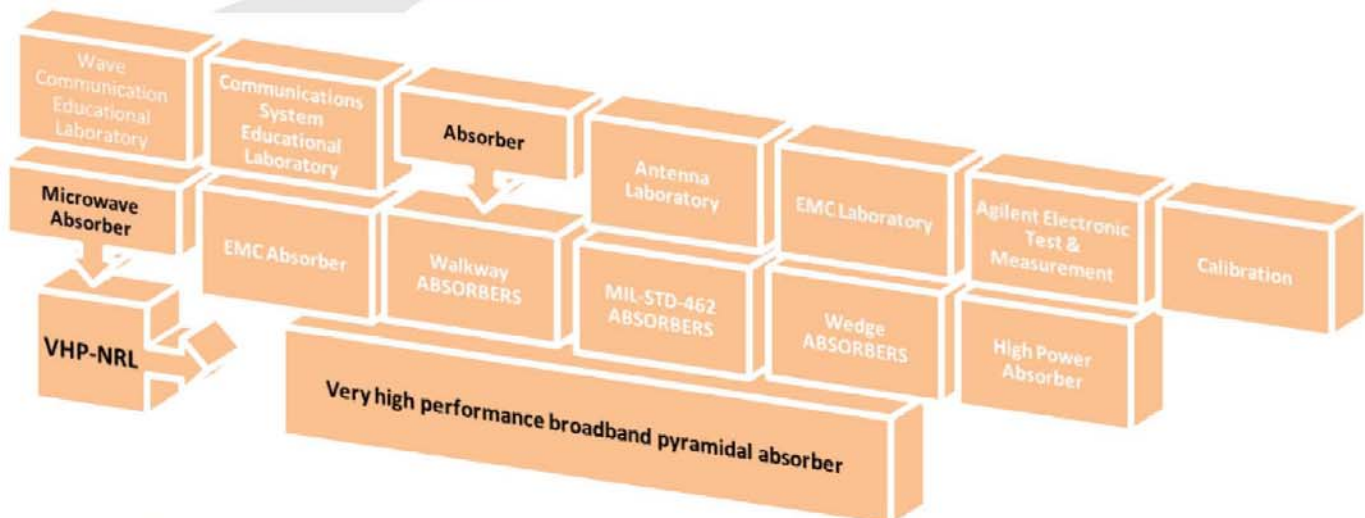 Wave
Communication
Educational
Laboratory
Communications
System
Educational
Laboratory
Absorber
Antenna
Laboratory
EMC Laboratory
Agilent Electronic
Test &
Measurement
Calibration
Microwave
Absorber
EMC Absorber
Walkway
ABSORBERS
MIL-STD-462
ABSORBERS
Wedge
ABSORBERS
High Power
Absorber
VHP-NRL
Very high performance broadband pyramidal absorber